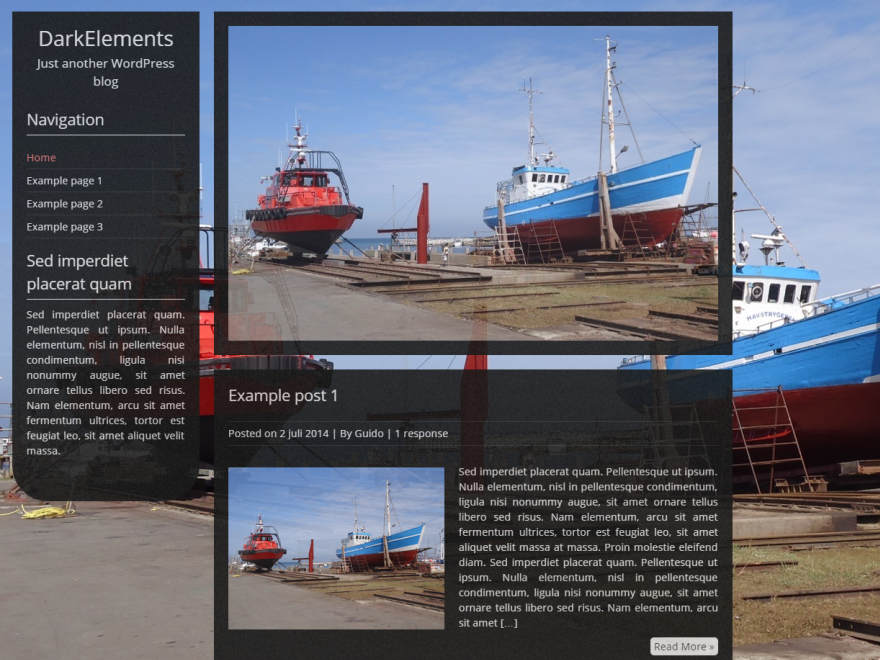 DarkElements
Just another WordPress
blog
Navigation
Home
Example page 1
Example page 2
Example page 3
Sed imperdiet
placerat quam
Sed imperdiet placerat quam.
Pellentesque ut ipsum. Nulla
elementum, nisl in pellentesque
condimentum, ligula nisi
nonummy augue, sit amet
ornare tellus libero sed risus.
Nam elementum, arcu sit amet
fermentum ultrices, tortor est
feugiat leo, sit amet aliquet velit
massa.
Example post 1
Posted on 2 juli 2014 | By Guido | 1 response
Sed imperdiet placerat quam. Pellentesque ut ipsum.
Nulla elementum, nisl in pellentesque condimentum,
ligula nisi nonummy augue, sit amet ornare tellus
libero sed risus. Nam elementum, arcu sit amet
fermentum ultrices, tortor est feugiat leo, sit amet
aliquet velit massa at massa. Proin molestie eleifend
diam. Sed imperdiet placerat quam. Pellentesque ut
ipsum. Nulla elementum, nisl in pellentesque
condimentum, ligula nisi nonummy augue, sit amet
ornare tellus libero sed risus. Nam elementum, arcu
sit amet [...]
Read More »